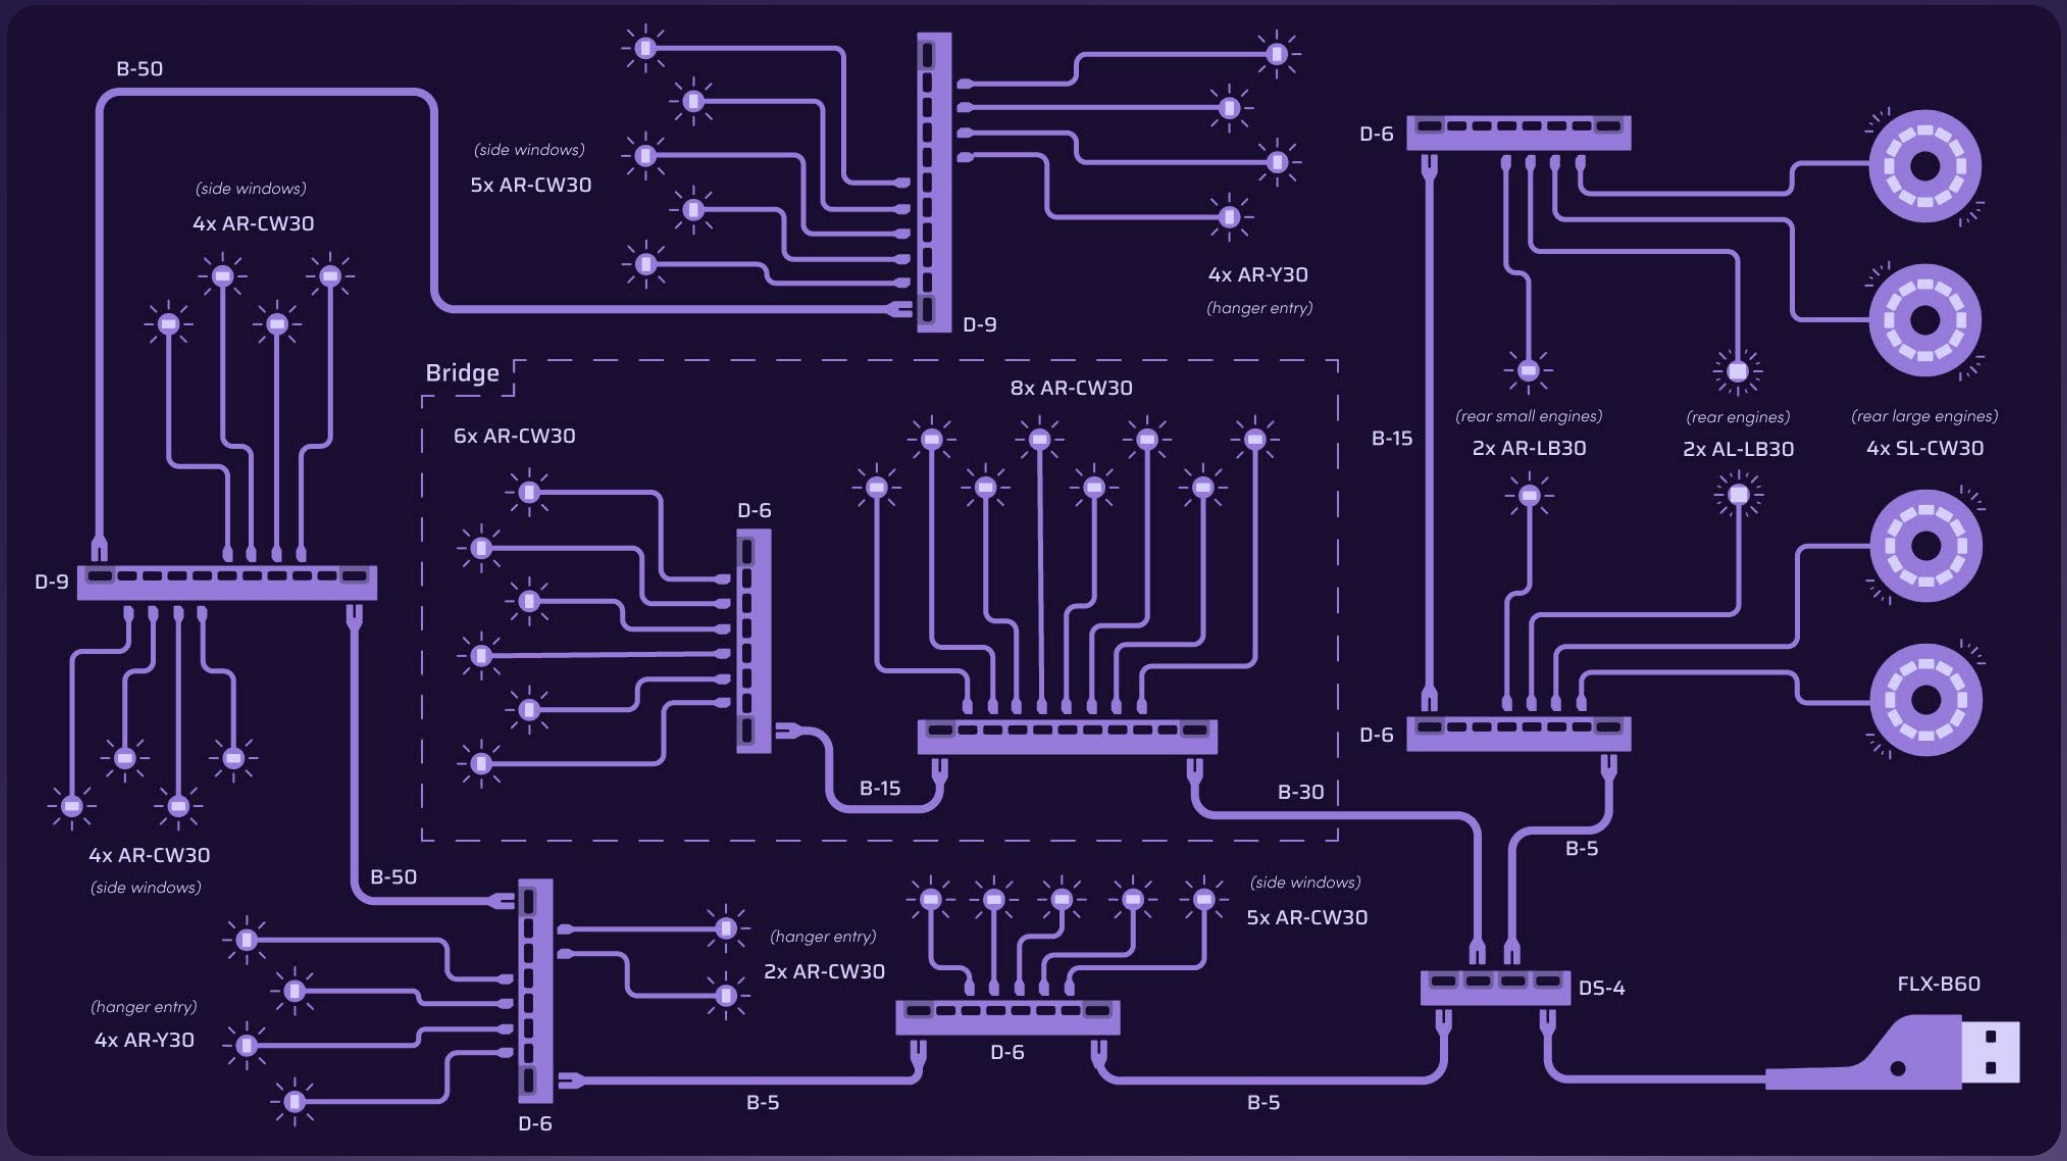 B-50
(side windows)
5x AR-CW30
D-6
(side windows)
4x AR-CW30
4x AR-Y30
(hanger entry)
D-9
Bridge
8x AR-CW30
6x AR-CW30
B-15
(rear small engines)
2x AR-LB30
(rear engines)
2x AL-LB30
(rear large engines)
4x SL-CW30
D-6
D-9
D-6
B-15
B-30
B-5
4x AR-CW30
(side windows)
B-50
(side windows)
5x AR-CW30
(hanger entry)
2x AR-CW30
(hanger entry)
4x AR-Y30
DS-4
FLX-B60
D-6
B-5
B-5
D-6